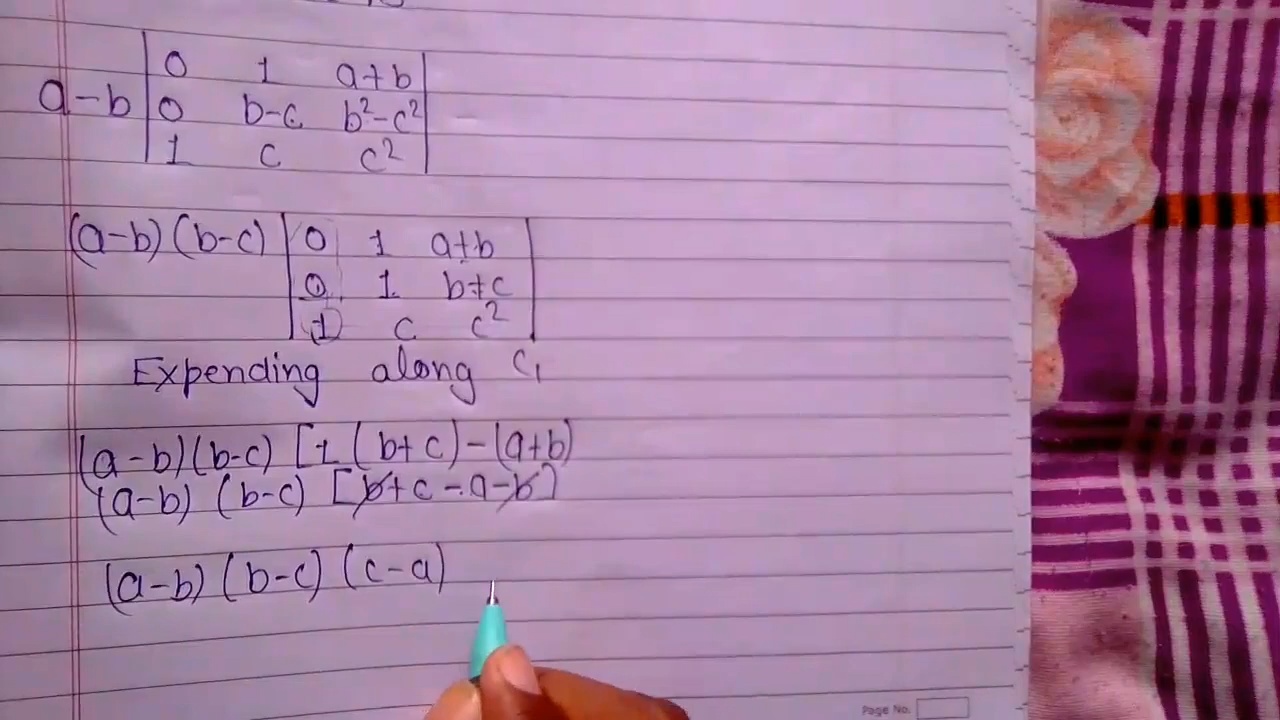 0 1 a+b
a-b 0 b-c b²-c²
1 c c²
(a-b)(b-c) 0 1 a+b
0 1 b+c
1 c c²
Expending along C₁
(a-b)(b-c) [1 (b+c)-(a+b)
(a-b) (b-c) [b+c-a-b]
(a-b) (b-c) (c-a)
Page No.